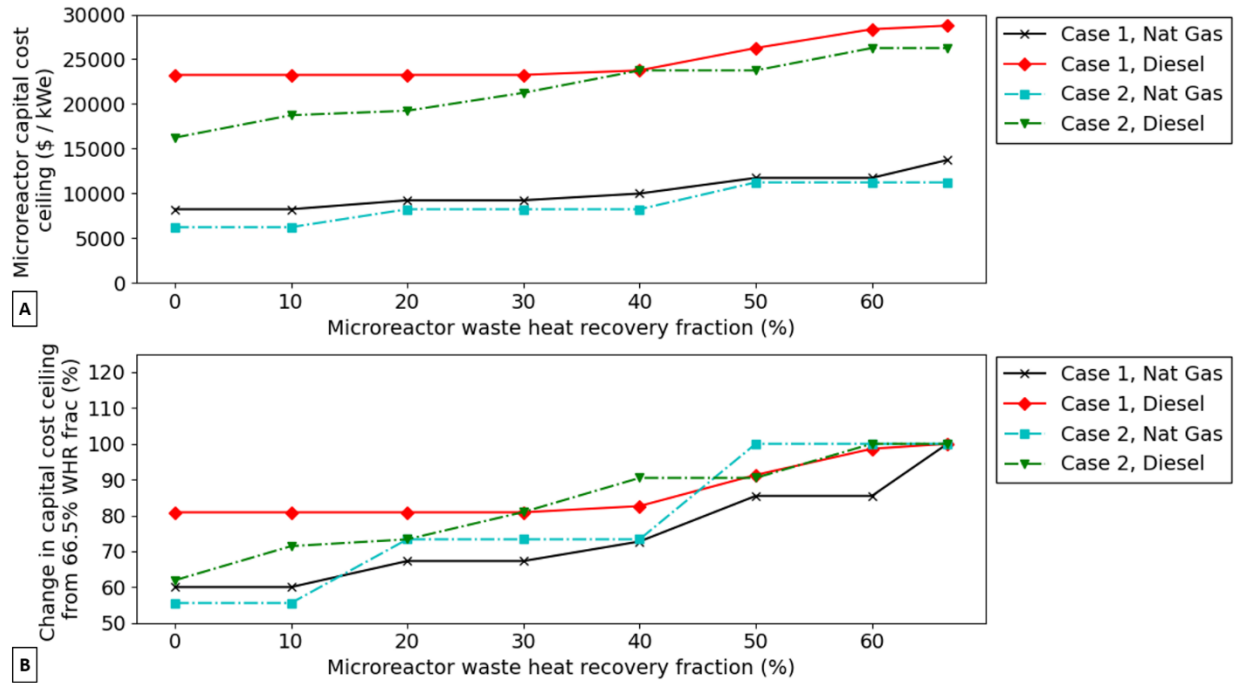 30000
25000
20000
15000
10000
5000
0
Microreactor capital cost
ceiling ($ / kWe)
0 10 20 30 40 50 60
Microreactor waste heat recovery fraction (%)
A
Case 1, Nat Gas
Case 1, Diesel
Case 2, Nat Gas
Case 2, Diesel
120
110
100
90
80
70
60
50
Change in capital cost ceiling
from 66.5% WHR frac (%)
0 10 20 30 40 50 60
Microreactor waste heat recovery fraction (%)
B
Case 1, Nat Gas
Case 1, Diesel
Case 2, Nat Gas
Case 2, Diesel